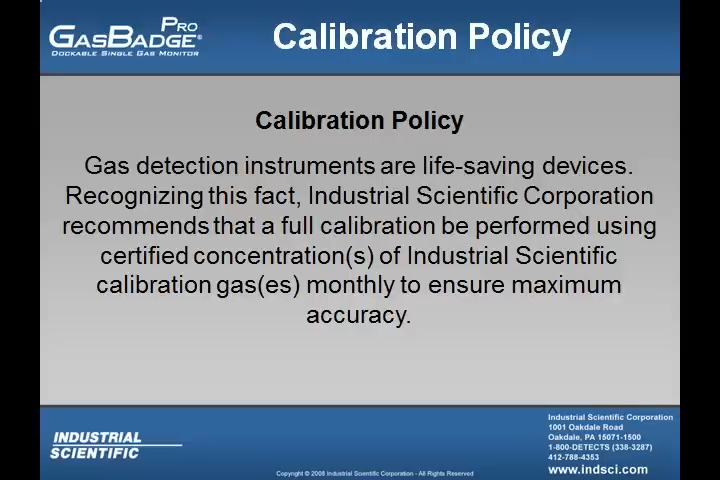 GASBADGE PRO®
DOCKABLE SINGLE GAS MONITOR
Calibration Policy
Calibration Policy
Gas detection instruments are life-saving devices.
Recognizing this fact, Industrial Scientific Corporation
recommends that a full calibration be performed using
certified concentration(s) of Industrial Scientific
calibration gas(es) monthly to ensure maximum
accuracy.
INDUSTRIAL
SCIENTIFIC
Copyright © 2008 Industrial Scientific Corporation - All Rights Reserved
Industrial Scientific Corporation
1001 Oakdale Road
Oakdale, PA 15071-1500
1-800-DETECTS (338-3287)
412-788-4353
www.indsci.com